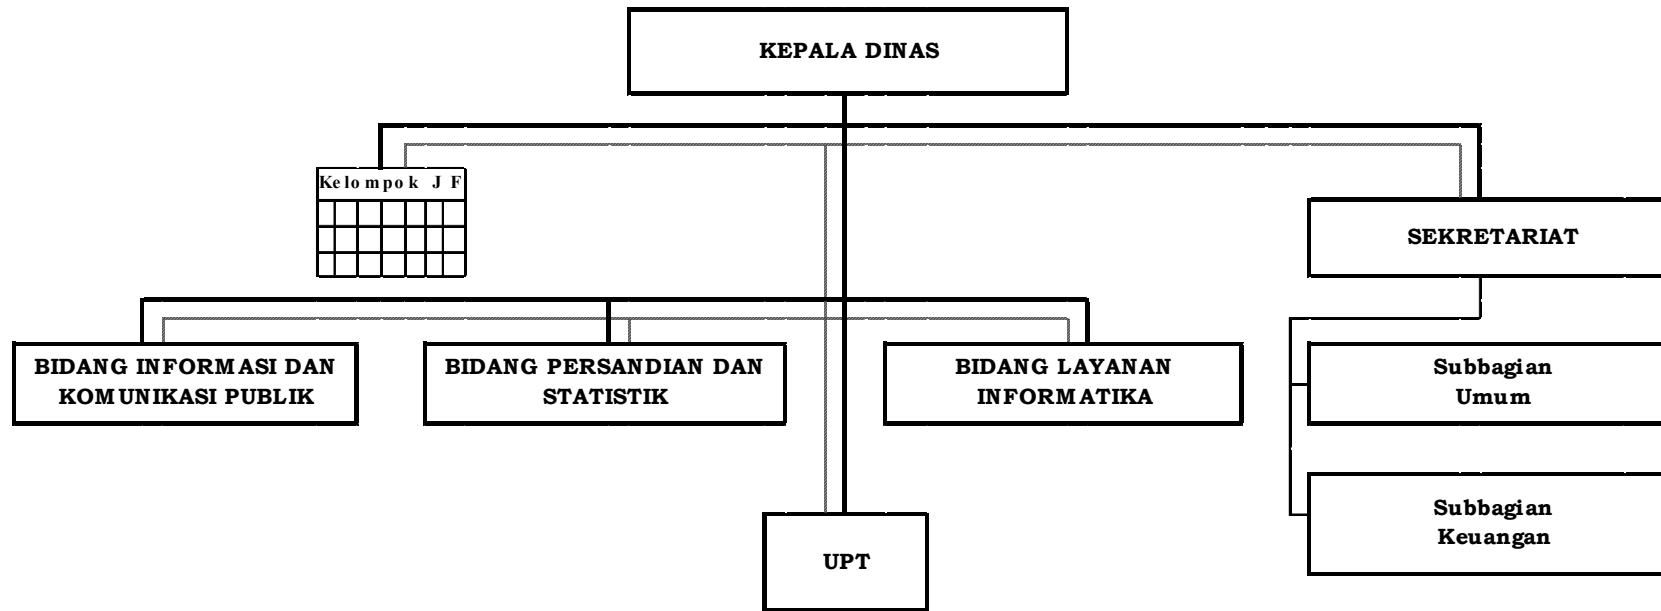 KEPALA DINAS
Kelompok J F
SEKRETARIAT
BIDANG INFORMASI DAN
KOMUNIKASI PUBLIK
BIDANG PERSANDIAN DAN
STATISTIK
BIDANG LAYANAN
INFORMATIKA
Subbagian
Umum
Subbagian
Keuangan
UPT